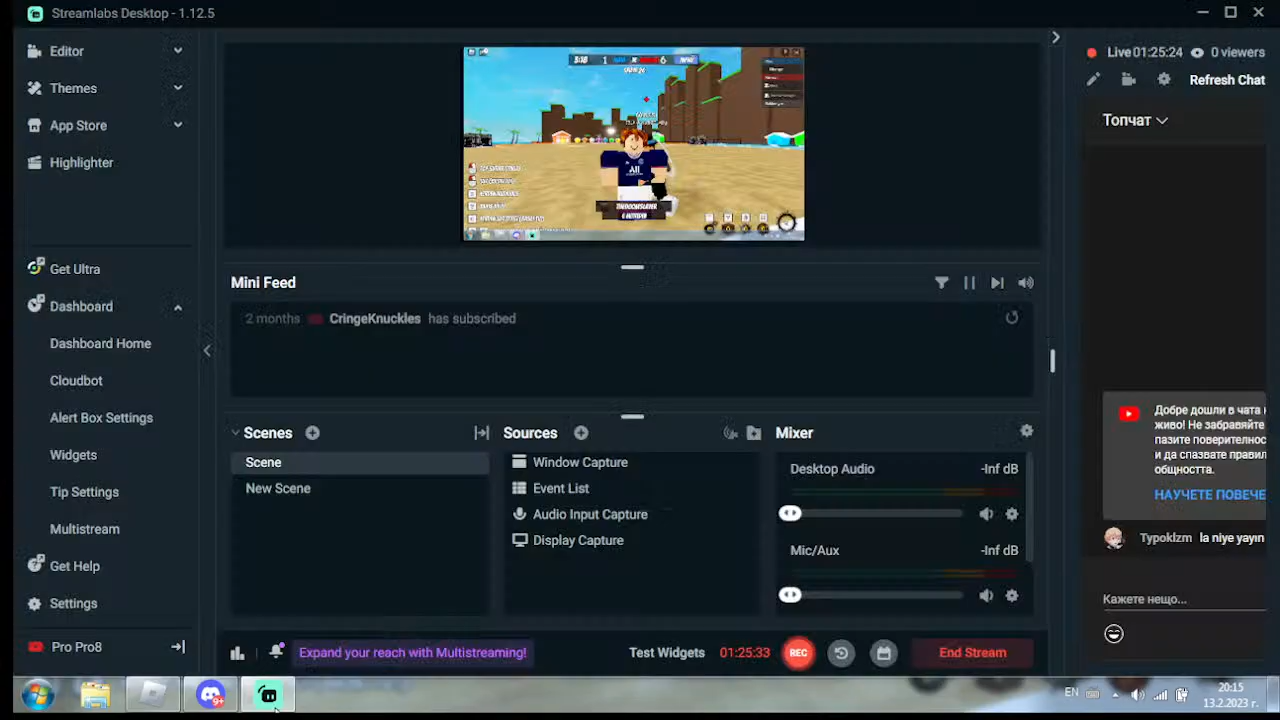 Streamlabs Desktop - 1.12.5
Editor
Themes
App Store
Highlighter
Get Ultra
Dashboard
Dashboard Home
Cloudbot
Alert Box Settings
Widgets
Tip Settings
Multistream
Get Help
Settings
Pro Pro8
3:18 1 6
Mini Feed
2 months CringeKnuckles has subscribed
Scenes
Scene
New Scene
Sources
Window Capture
Event List
Audio Input Capture
Display Capture
Mixer
Desktop Audio -Inf dB
Mic/Aux -Inf dB
Expand your reach with Multistreaming!
Test Widgets 01:25:33 REC End Stream
Live 01:25:24 0 viewers
Refresh Chat
Топчат
Добре дошли в чата
живо! Не забравяйте
пазите
и да спазвате
общността.
НАУЧЕТЕ ПОВЕЧЕ
Typoklzm la niye yayın
Кажете нещо...
9+
EN
20:15
13.2.2023 г.